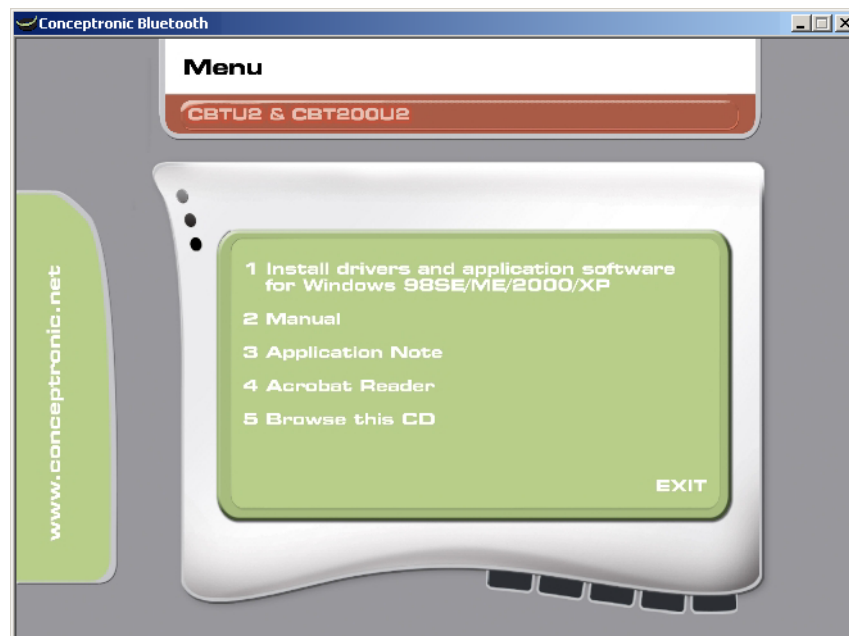 Conceptronic Bluetooth
Menu
CBTU2 & CBT200U2
www.conceptronic.net
1 Install drivers and application software
for Windows 98SE/ME/2000/XP
2 Manual
3 Application Note
4 Acrobat Reader
5 Browse this CD
EXIT